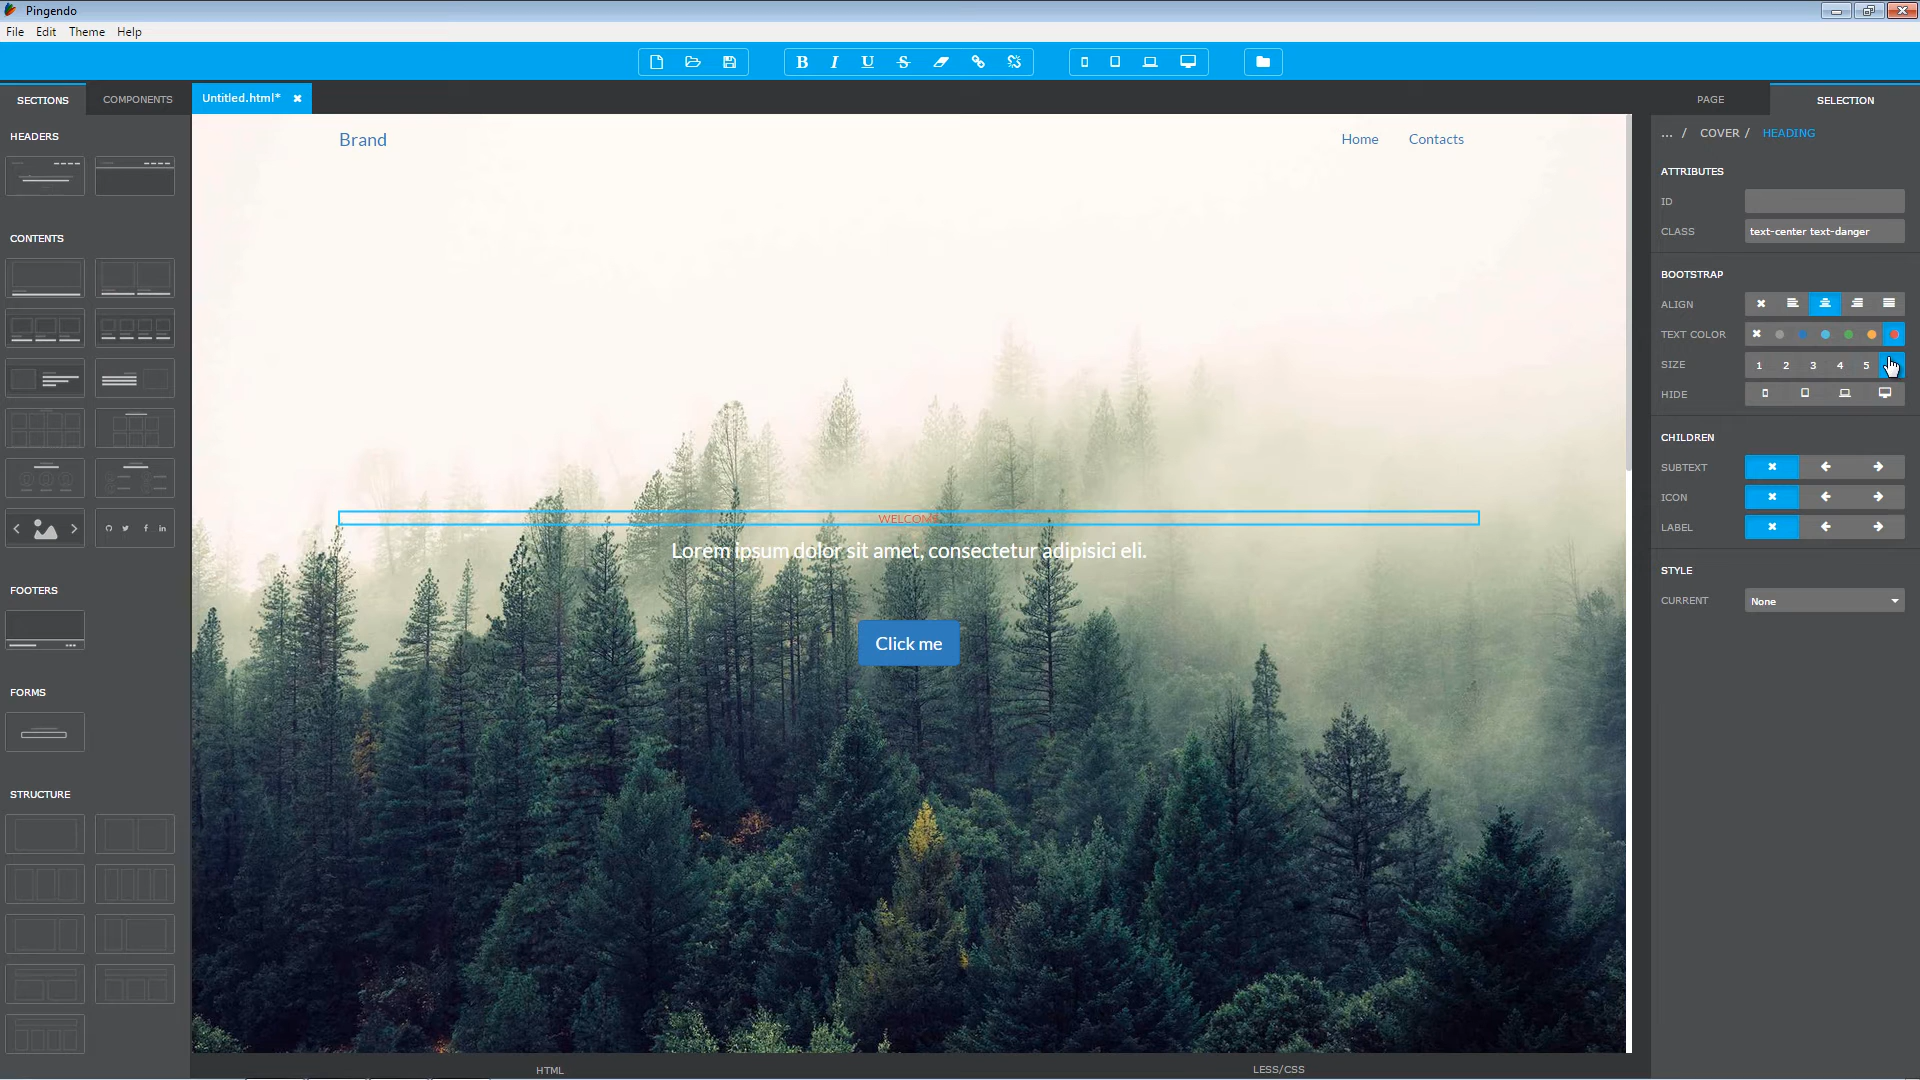 Pingendo
File Edit Theme Help
B I U S
SECTIONS COMPONENTS Untitled.html* PAGE SELECTION
HEADERS
CONTENTS
FOOTERS
FORMS
STRUCTURE
Brand Home Contacts
WELCOME
Lorem ipsum dolor sit amet, consectetur adipisici eli.
Click me
HTML LESS/CSS
... / COVER / HEADING
ATTRIBUTES
ID
CLASS text-center text-danger
BOOTSTRAP
ALIGN
TEXT COLOR
SIZE 1 2 3 4 5
HIDE
CHILDREN
SUBTEXT
ICON
LABEL
STYLE
CURRENT None